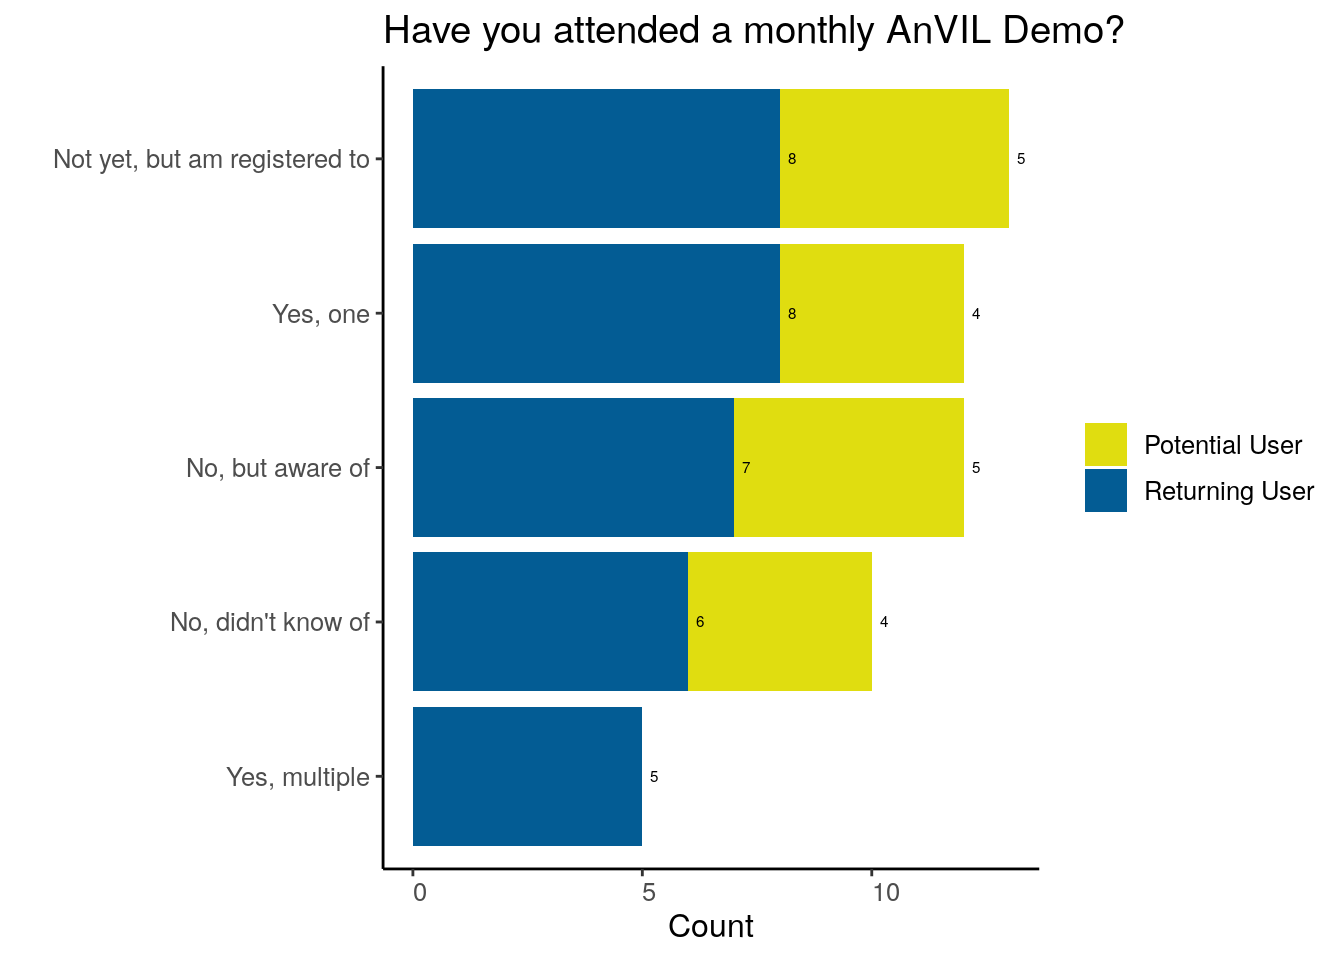 Have you attended a monthly AnVIL Demo?
Not yet, but am registered to
8
5
Yes, one
8
4
No, but aware of
7
5
No, didn't know of
6
4
Yes, multiple
5
Potential User
Returning User
0
5
10
Count